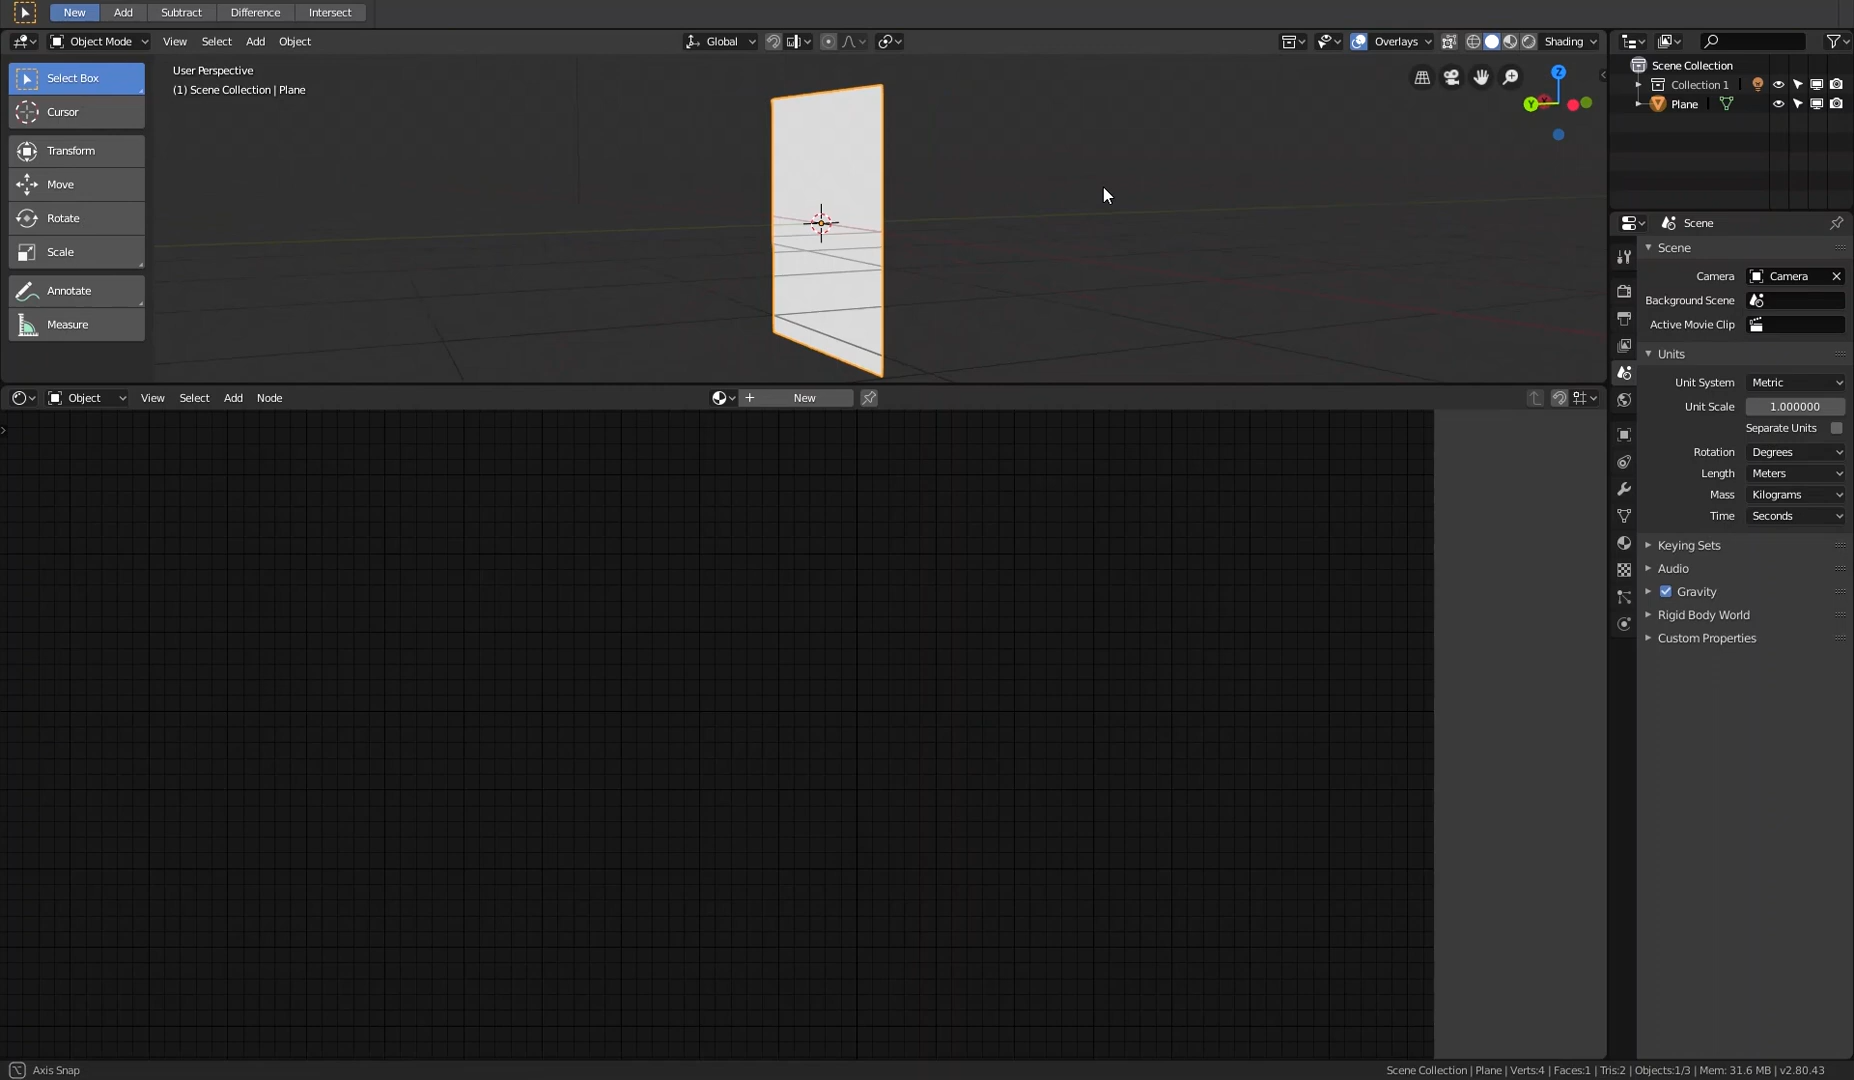 New Add Subtract Difference Intersect
Object Mode View Select Add Object Global Overlays Shading
Select Box
Cursor
Transform
Move
Rotate
Scale
Annotate
Measure
User Perspective
(1) Scene Collection | Plane
Z
Y
X
Object View Select Add Node New
Scene Collection
Collection 1
Plane
Scene
Scene
Camera Camera
Background Scene
Active Movie Clip
Units
Unit System Metric
Unit Scale 1.000000
Separate Units
Rotation Degrees
Length Meters
Mass Kilograms
Time Seconds
Keying Sets
Audio
Gravity
Rigid Body World
Custom Properties
Axis Snap
Scene Collection | Plane | Verts:4 | Faces:1 | Tris:2 | Objects:1/3 | Mem: 31.6 MB | v2.80.43